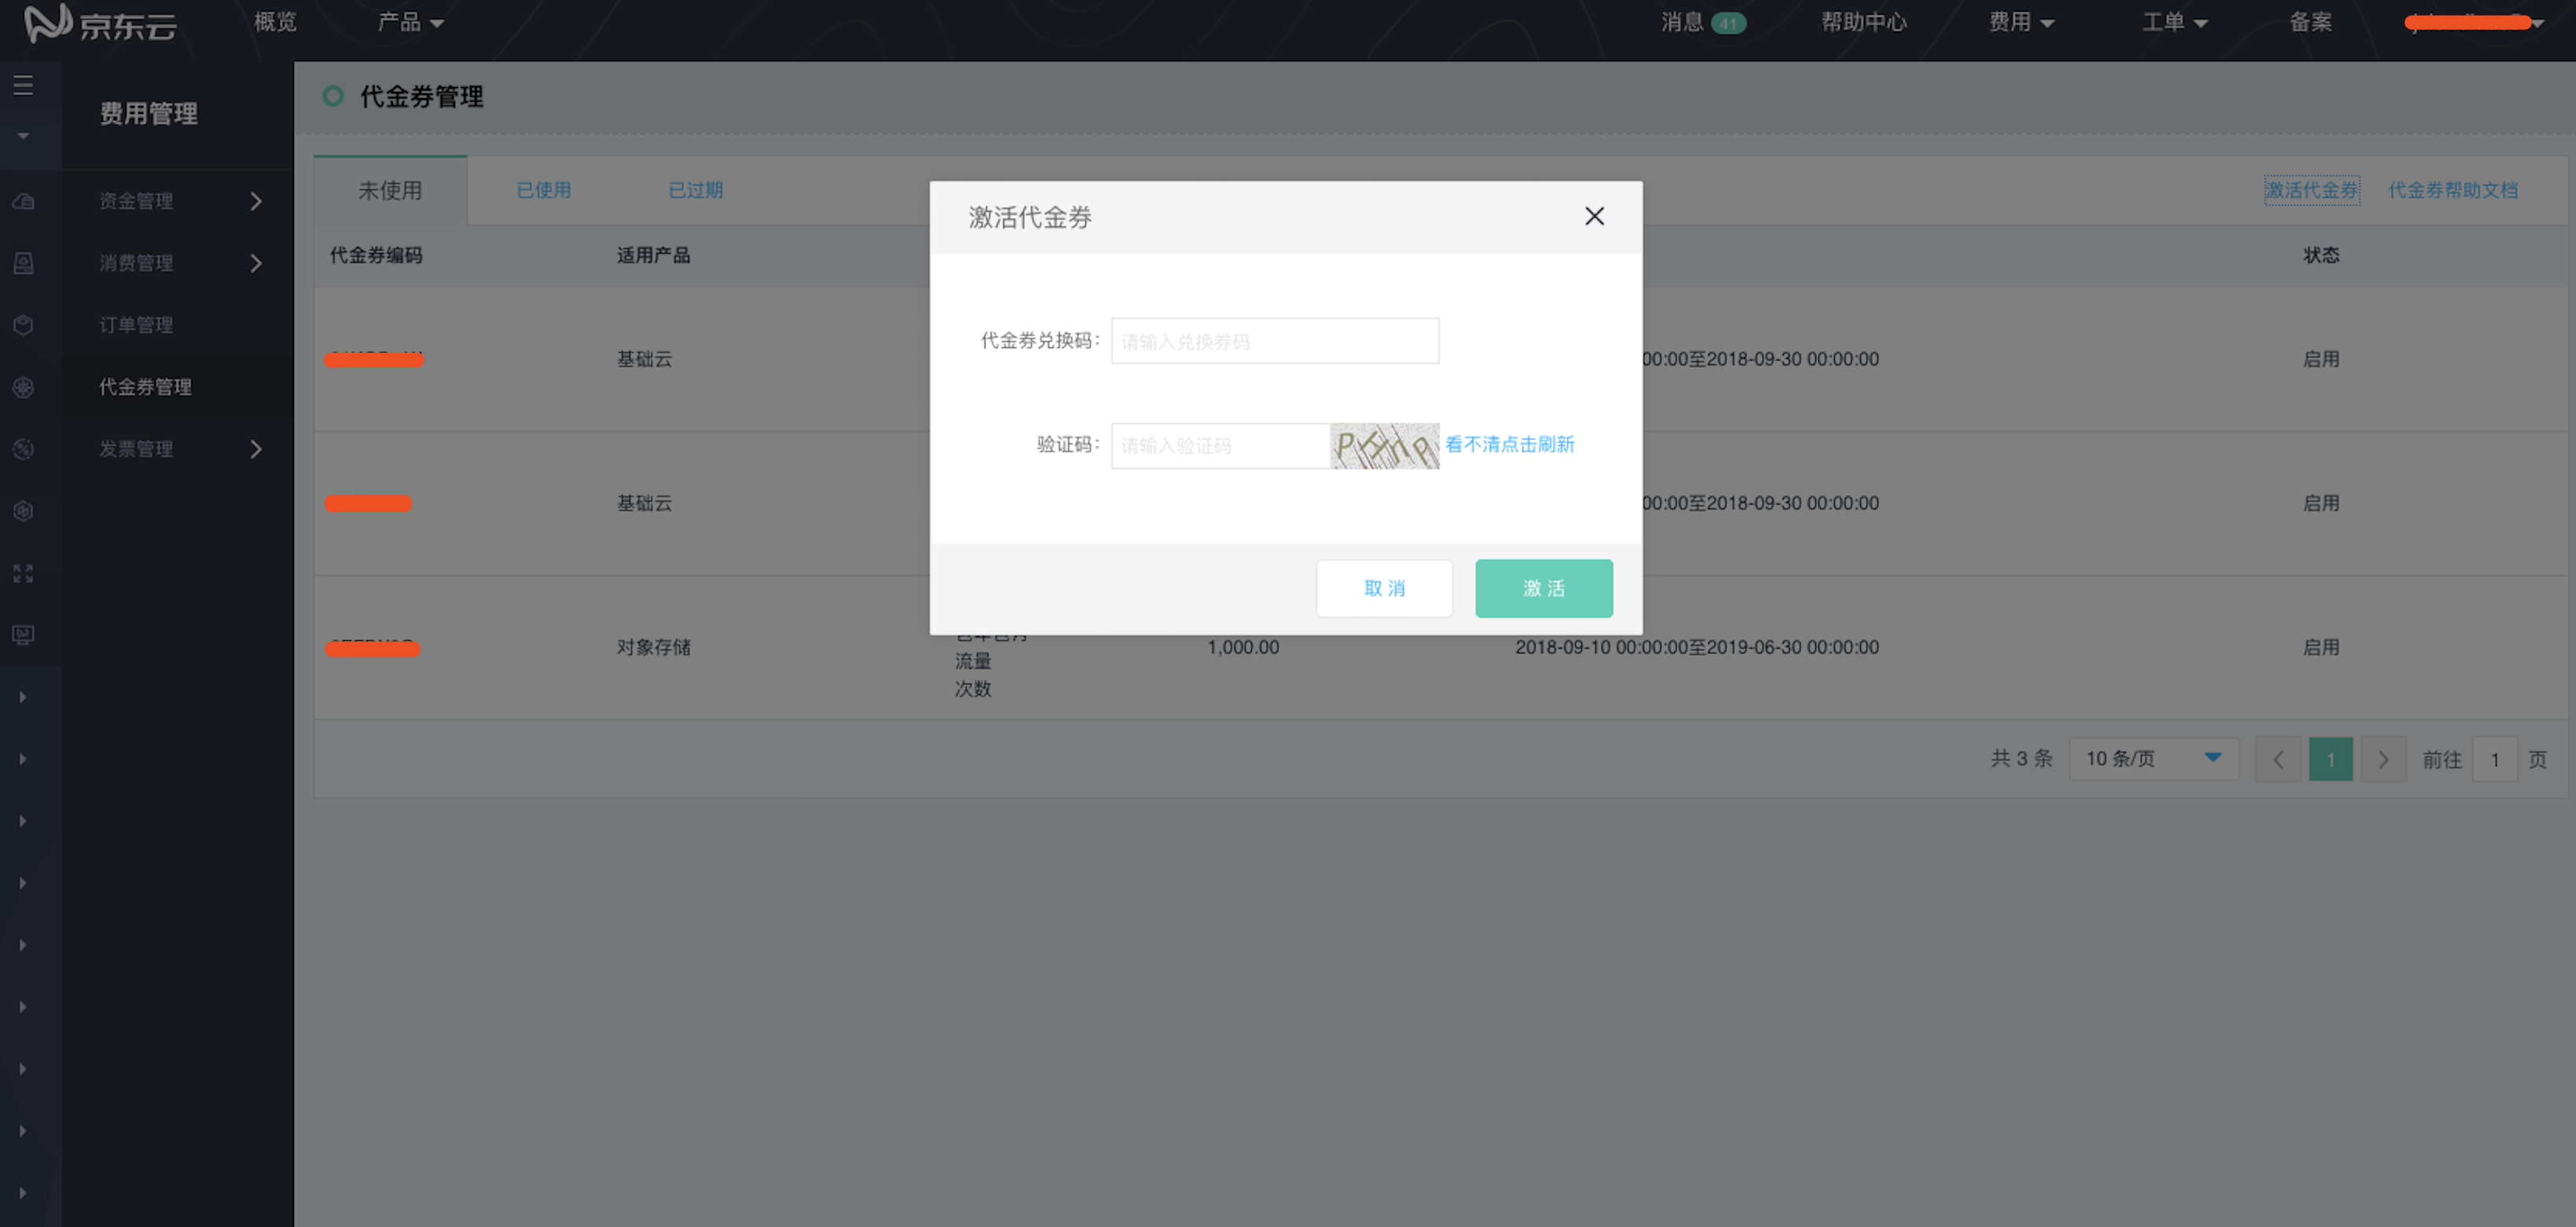 京东云 概览 产品 消息 41 帮助中心 费用 工单 备案
费用管理
资金管理
消费管理
订单管理
代金券管理
发票管理
代金券管理
未使用 已使用 已过期 激活代金券 代金券帮助文档
代金券编码 适用产品 状态
基础云 00:00至2018-09-30 00:00:00 启用
基础云 00:00至2018-09-30 00:00:00 启用
对象存储 1,000.00 2018-09-10 00:00:00至2019-06-30 00:00:00 启用
流量
次数
共 3 条 10 条/页 1 前往 1 页
激活代金券
代金券兑换码: 请输入兑换券码
验证码: 请输入验证码 看不清点击刷新
取 消 激 活